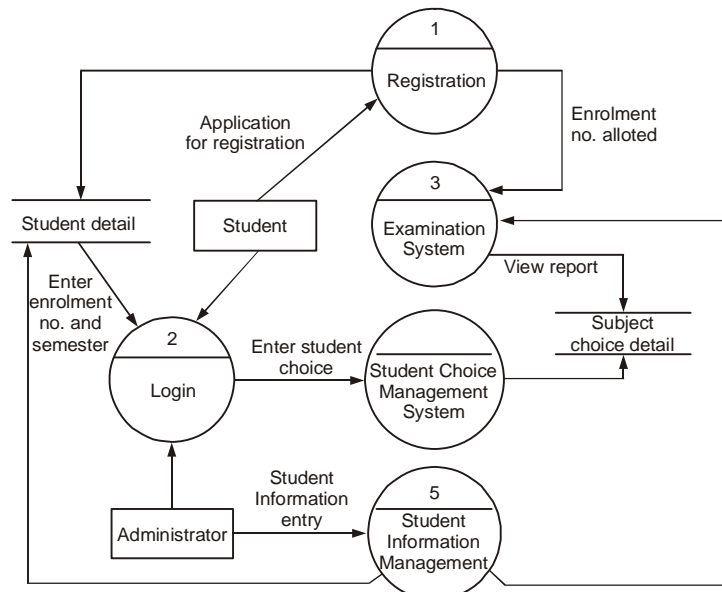 1
Registration
Application
for registration
Enrolment
no. alloted
3
Examination
System
Student detail
Student
View report
Enter
enrolment
no. and
semester
Subject
choice detail
2
Login
Enter student
choice
Student Choice
Management
System
Student
Information
entry
Administrator
5
Student
Information
Management